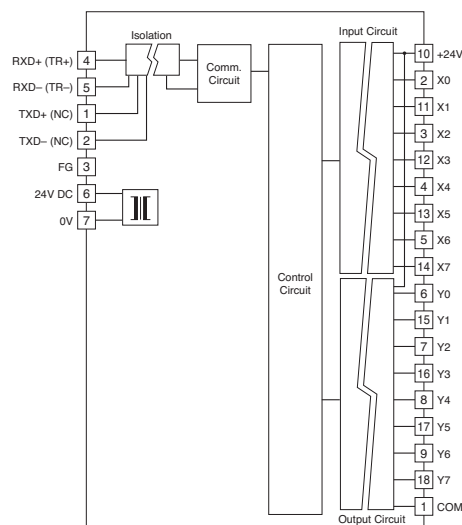 Isolation
Input Circuit
RXD+ (TR+) 4
RXD– (TR–) 5
TXD+ (NC) 1
TXD– (NC) 2
FG 3
24V DC 6
0V 7
Comm.
Circuit
Control
Circuit
10 +24V
2 X0
11 X1
3 X2
12 X3
4 X4
13 X5
5 X6
14 X7
6 Y0
15 Y1
7 Y2
16 Y3
8 Y4
17 Y5
9 Y6
18 Y7
1 COM
Output Circuit